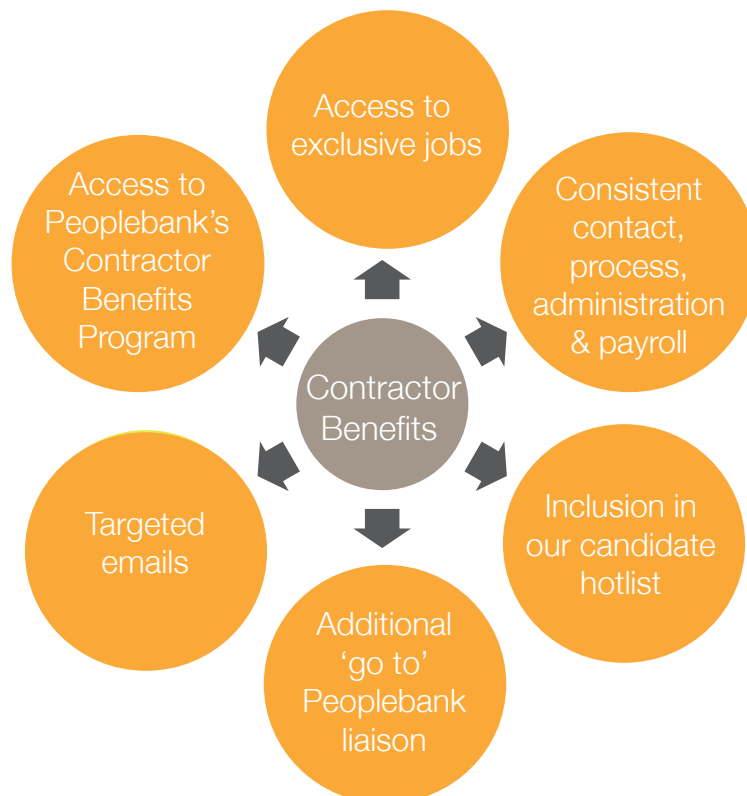 Access to
exclusive jobs
Consistent
contact,
process,
administration
& payroll
Inclusion in
our candidate
hotlist
Additional
‘go to’
Peoplebank
liaison
Targeted
emails
Access to
Peoplebank’s
Contractor
Benefits
Program
Contractor
Benefits